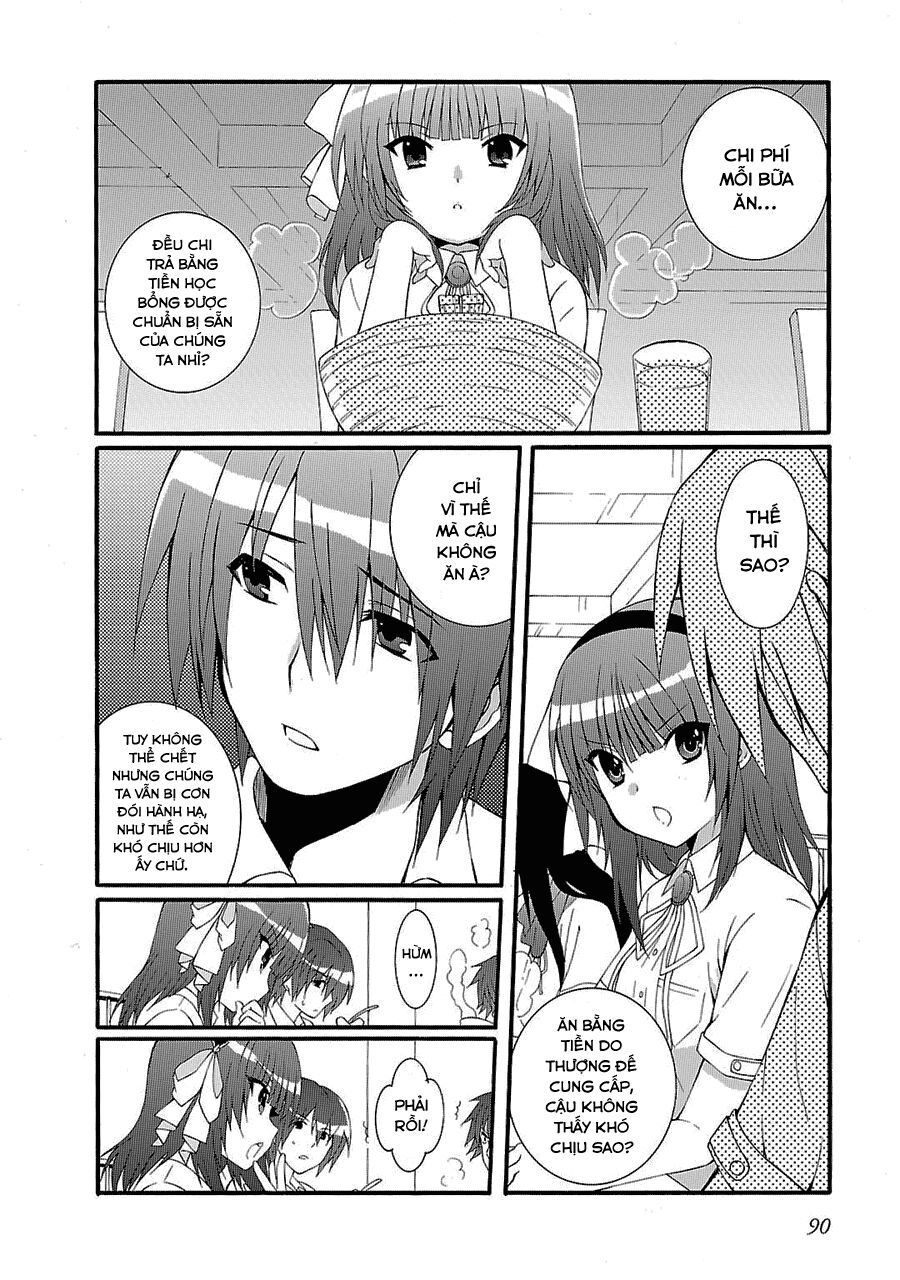 CHI PHÍ
MỖI BỮA
ĂN...
ĐỀU CHI
TRẢ BẰNG
TIỀN HỌC
BỔNG ĐƯỢC
CHUẨN BỊ SẴN
CỦA CHÚNG
TA NHỈ?
THẾ
THÌ
SAO?
ĂN BẰNG
TIỀN DO
THƯỢNG ĐẾ
CUNG CẤP,
CẬU KHÔNG
THẤY KHÓ
CHỊU SAO?
CHỈ
VÌ THẾ
MÀ CẬU
KHÔNG
ĂN À?
TUY KHÔNG
THỂ CHẾT
NHƯNG CHÚNG
TA VẪN BỊ CƠN
ĐÓI HÀNH HẠ,
NHƯ THẾ CÒN
KHÓ CHỊU HƠN
ẤY CHỨ.
HỪM
...
PHẢI
RỒI!
90